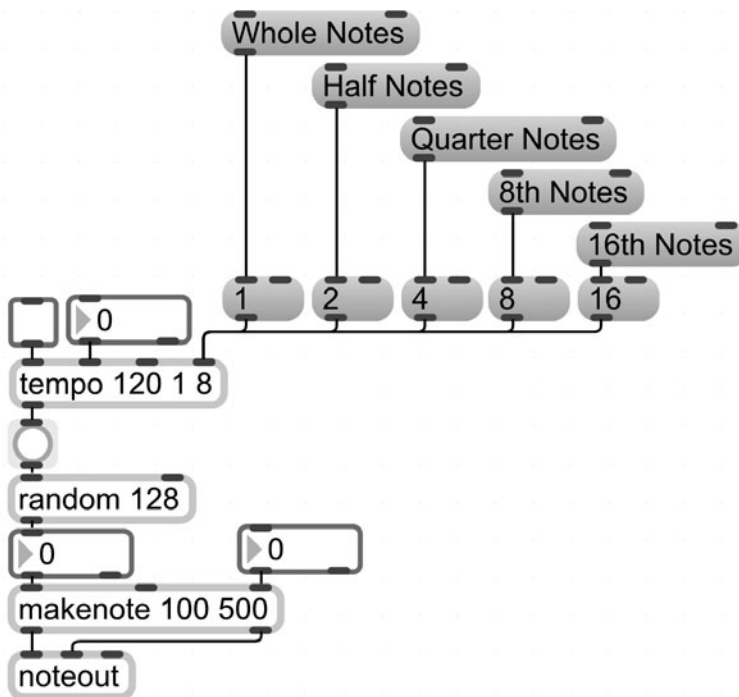 Whole Notes
Half Notes
Quarter Notes
8th Notes
16th Notes
1
2
4
8
16
0
tempo 120 1 8
random 128
0
0
makenote 100 500
noteout